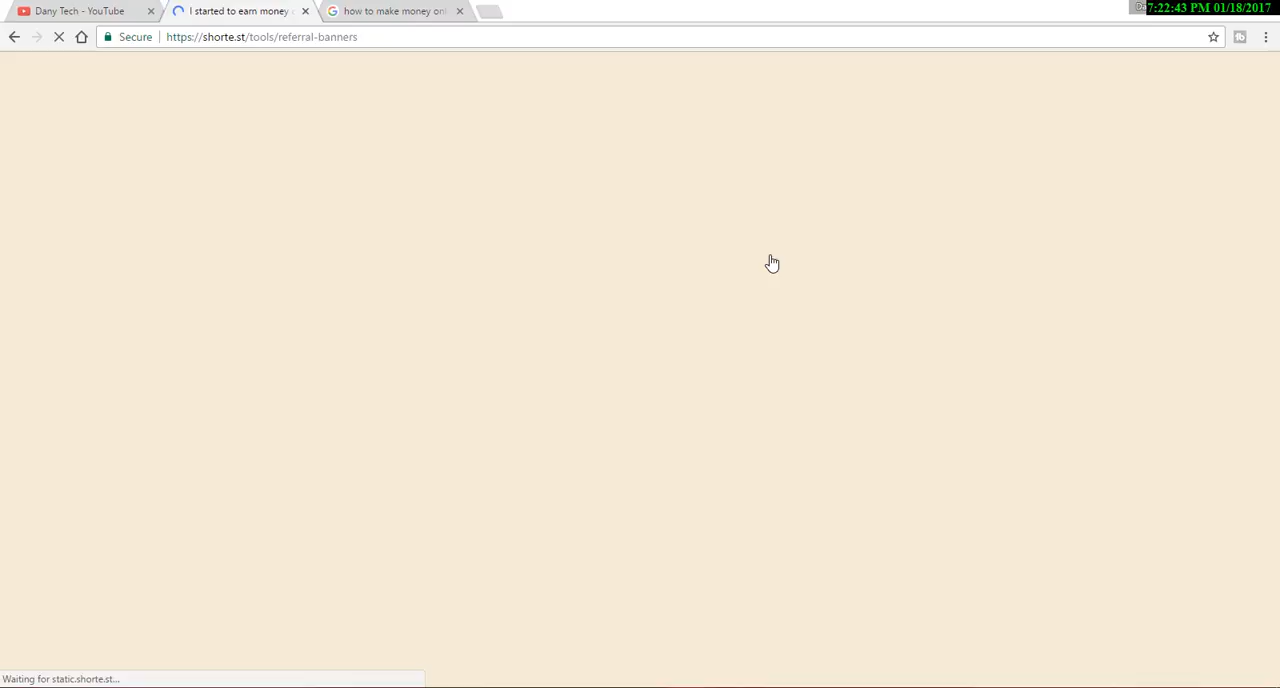 Dany Tech - YouTube
I started to earn money
how to make money onl
7:22:43 PM 01/18/2017
Secure
https://shorte.st/tools/referral-banners
Waiting for static.shorte.st...